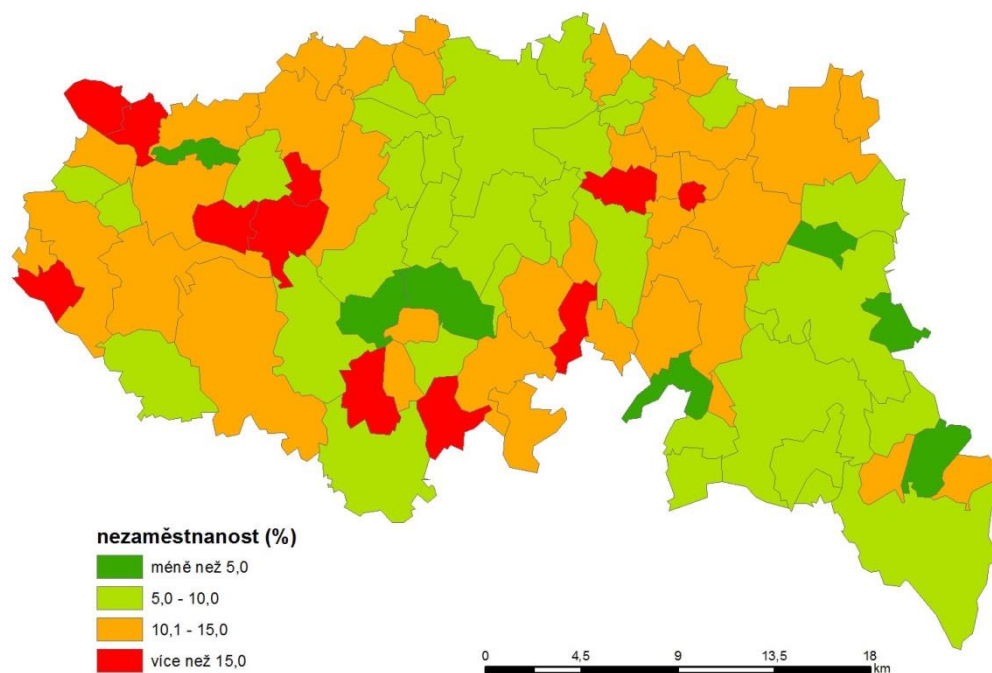 nezaměstnanost (%)
méně než 5,0
5,0 - 10,0
10,1 - 15,0
více než 15,0
0 4,5 9 13,5 18
km